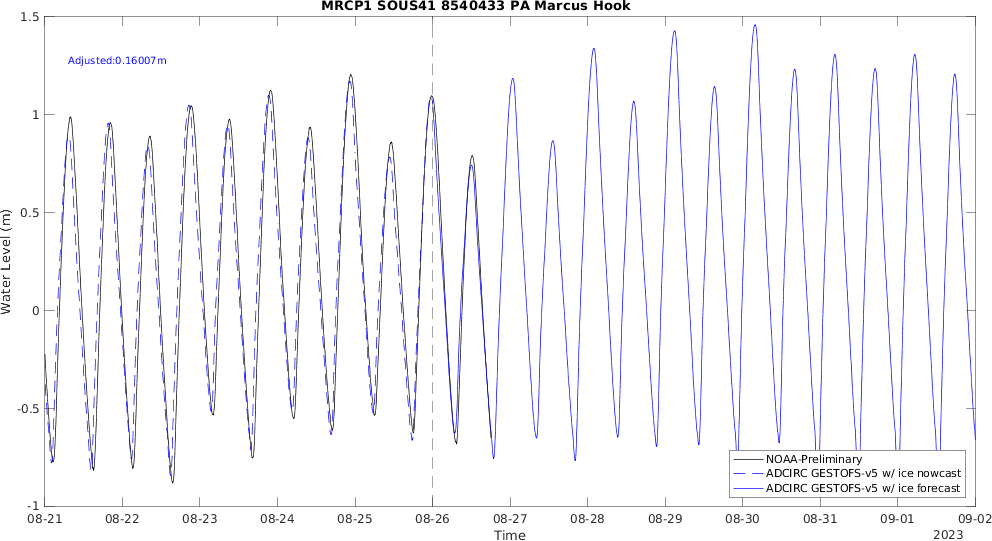 MRCP1 SOUS41 8540433 PA Marcus Hook
Adjusted:0.16007m
1.5
1
0.5
0
-0.5
-1
Water Level (m)
08-21 08-22 08-23 08-24 08-25 08-26 08-27 08-28 08-29 08-30 08-31 09-01 09-02
Time
2023
NOAA-Preliminary
ADCIRC GESTOFS-v5 w/ ice nowcast
ADCIRC GESTOFS-v5 w/ ice forecast